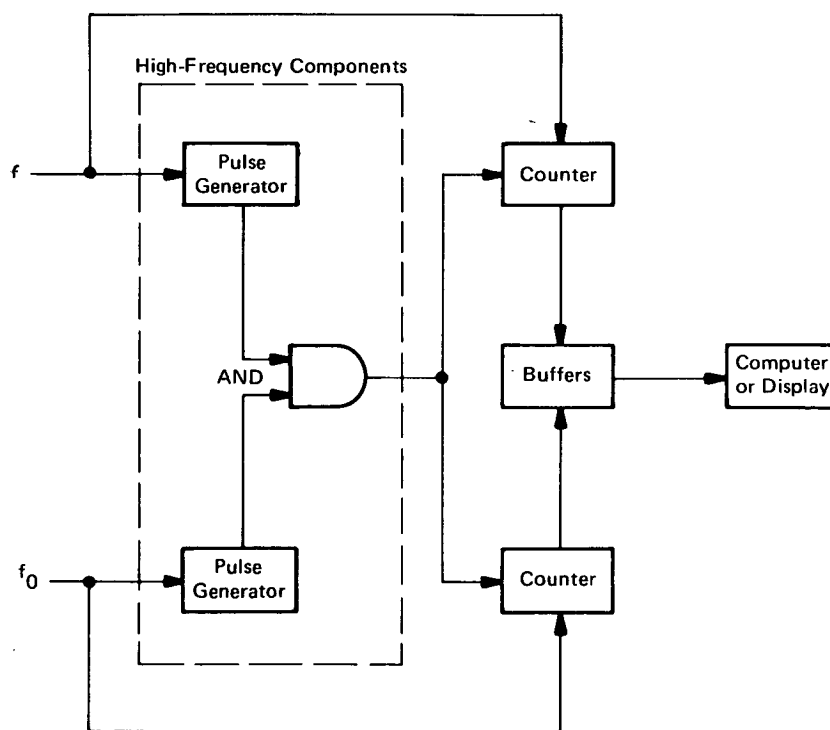 High-Frequency Components
f
Pulse
Generator
Counter
AND
Buffers
Computer
or Display
f0
Pulse
Generator
Counter